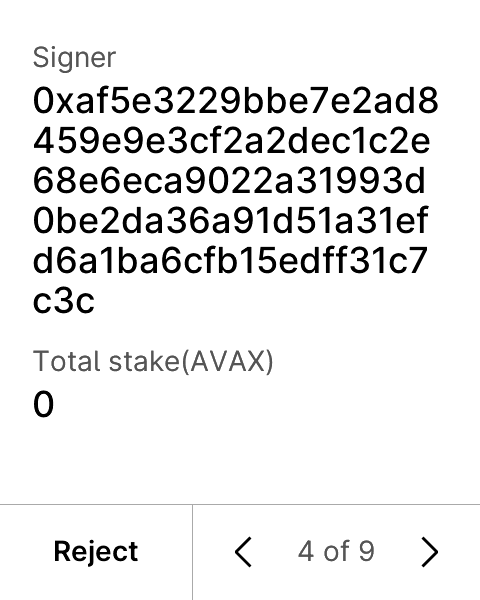 Signer
0xaf5e3229bbe7e2ad8
459e9e3cf2a2dec1c2e
68e6eca9022a31993d
0be2da36a91d51a31ef
d6a1ba6cfb15edff31c7
c3c
Total stake(AVAX)
0
Reject
4 of 9